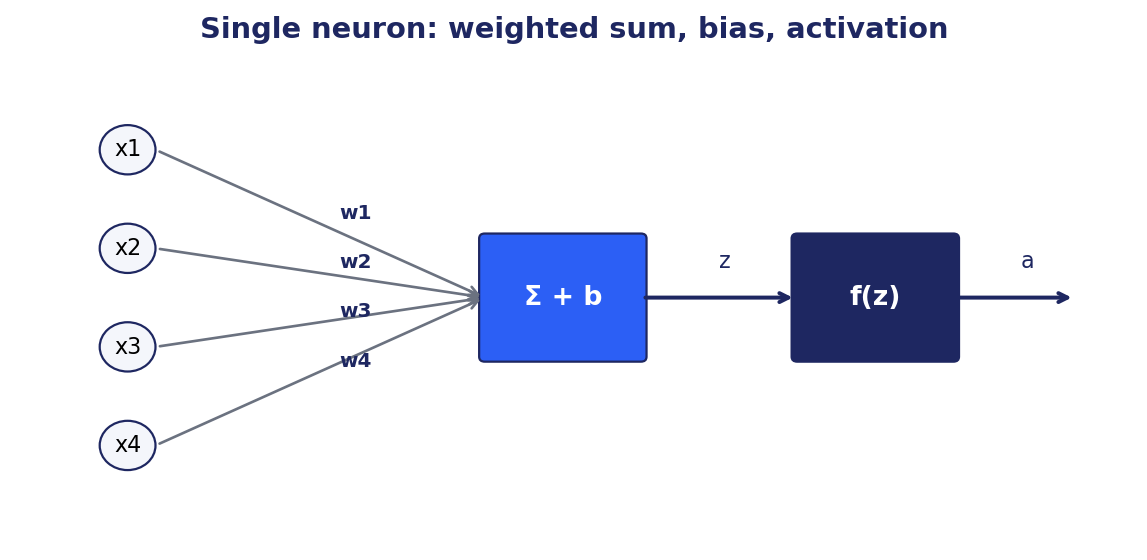 Single neuron: weighted sum, bias, activation
x1
w1
x2
w2
z
a
Σ + b
f(z)
w3
x3
w4
x4